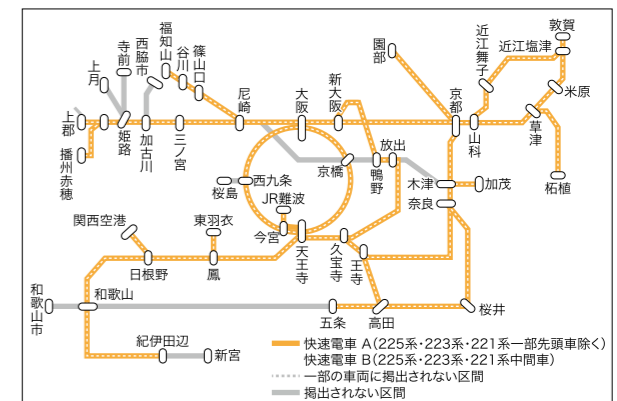 敦賀
近江塩津
近江舞子
園部
福知山
谷川
篠山口
西脇市
寺前
上月
上郡
播州赤穂
姫路
加古川
三ノ宮
尼崎
大阪
新大阪
京都
山科
草津
米原
柘植
放出
鴫野
京橋
木津
加茂
奈良
桜島
西九条
JR難波
今宮
天王寺
久宝寺
王寺
関西空港
東羽衣
日根野
鳳
和歌山市
和歌山
五条
高田
桜井
紀伊田辺
新宮
快速電車 A(225系・223系・221系一部先頭車除く)
快速電車 B(225系・223系・221系中間車)
一部の車両に掲出されない区間
掲出されない区間